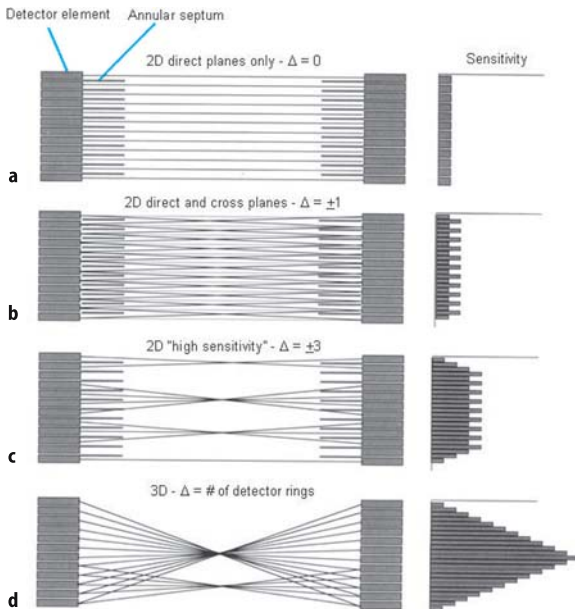 Detector element
Annular septum
2D direct planes only - Δ = 0
Sensitivity
a
2D direct and cross planes - Δ = ±1
b
2D "high sensitivity" - Δ = ±3
c
3D - Δ = # of detector rings
d